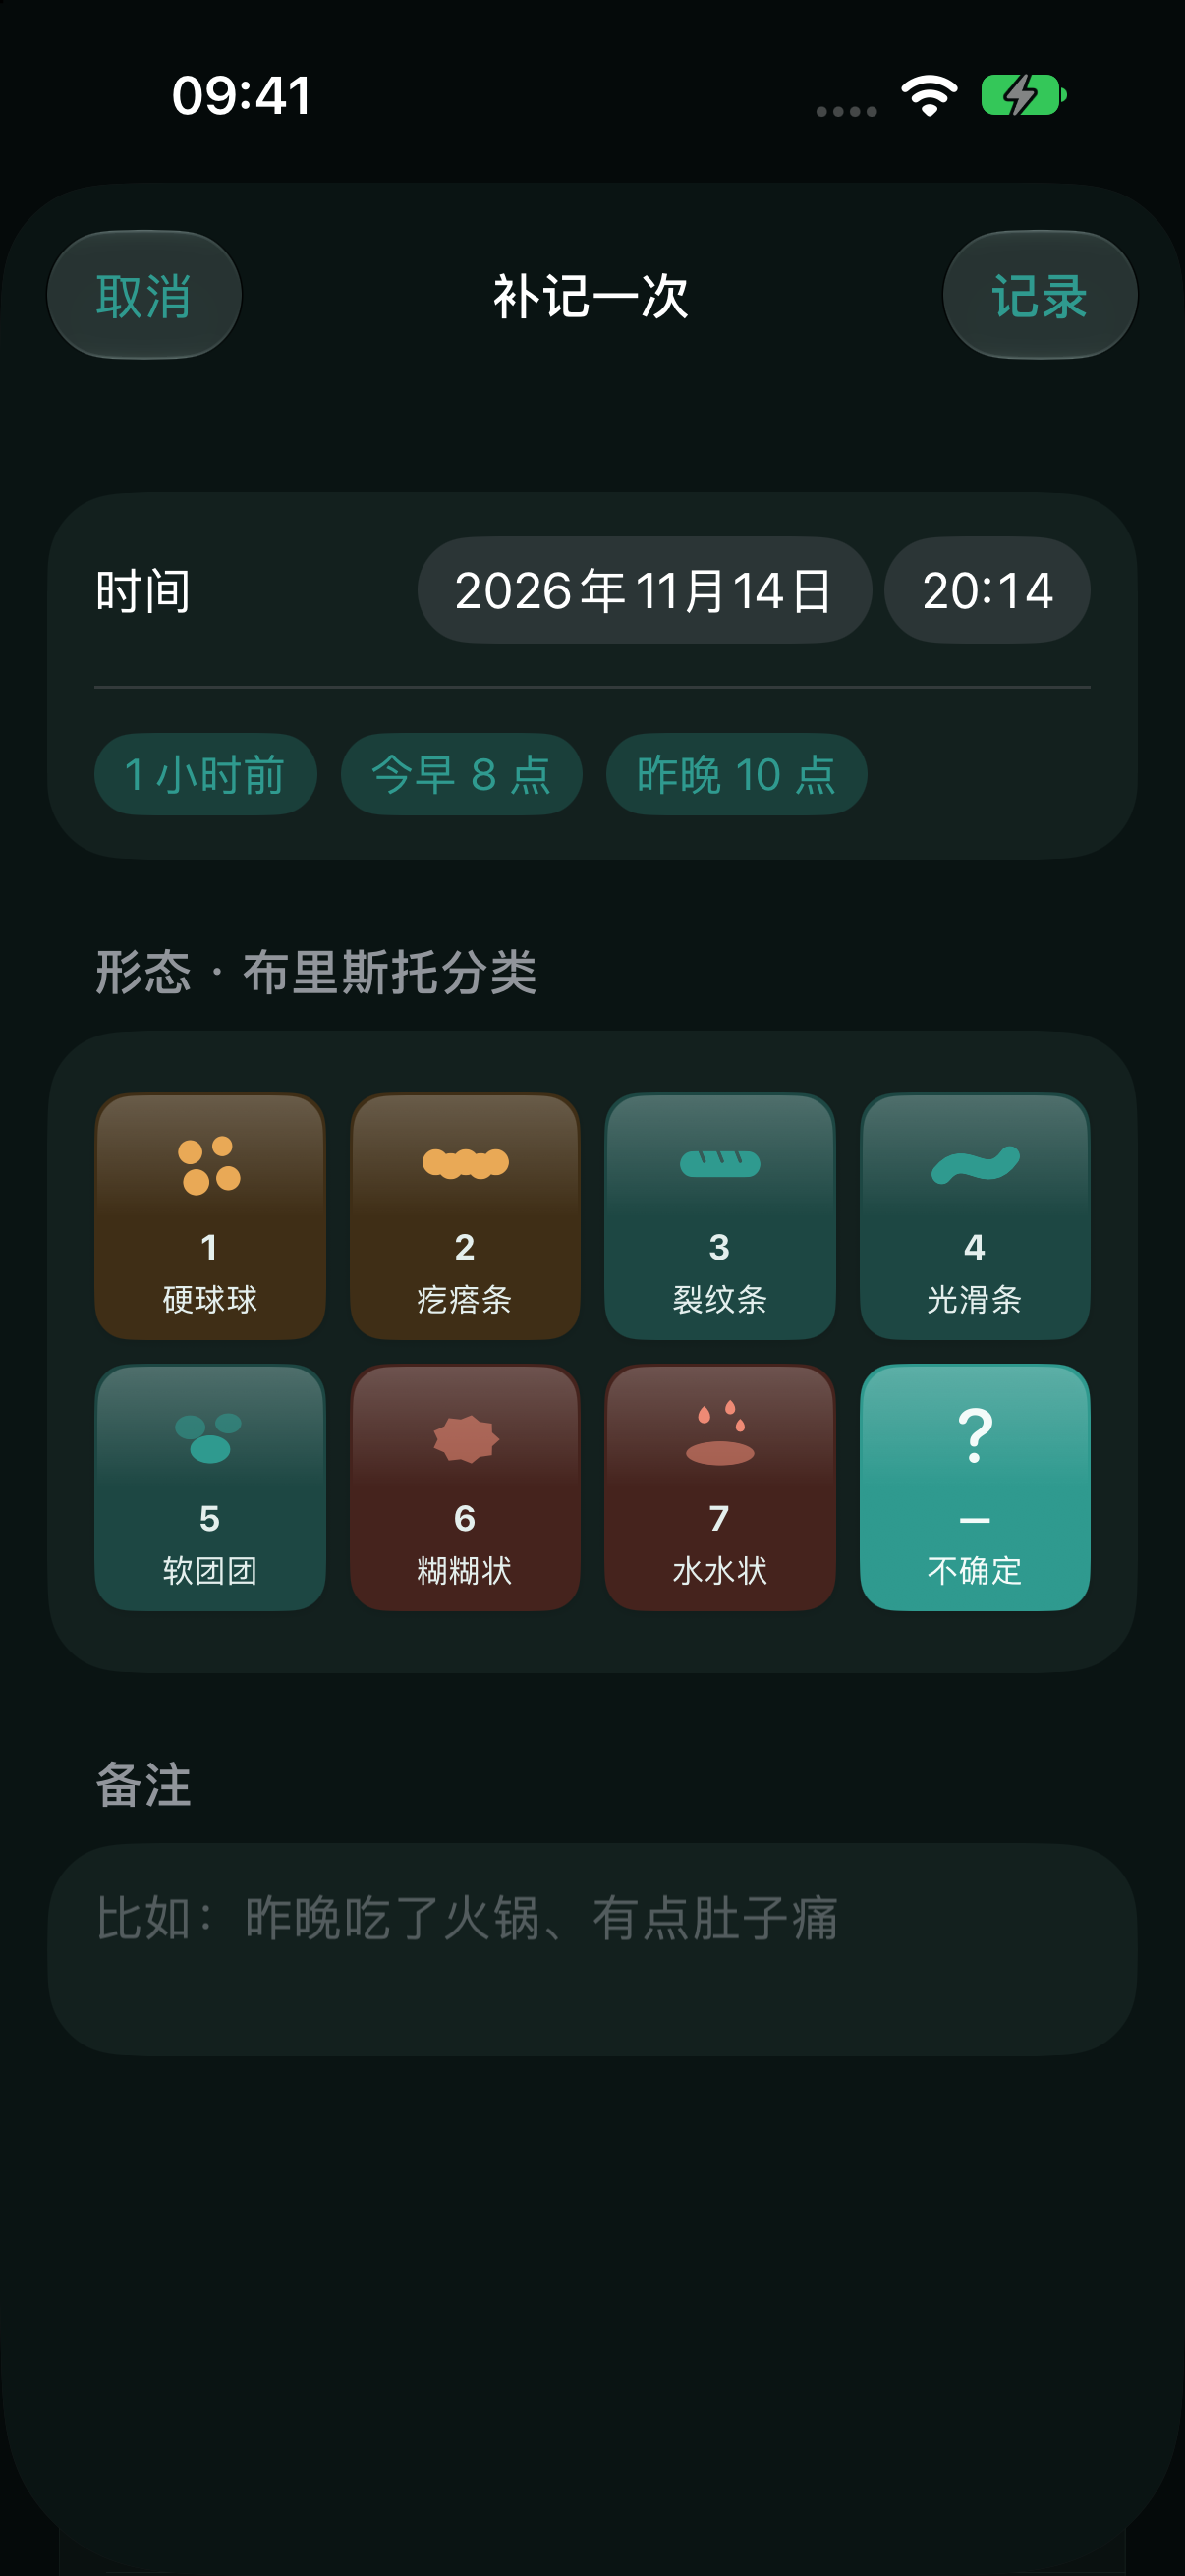 09:41
取消 补记一次 记录
时间 2026年11月14日 20:14
1 小时前 今早 8 点 昨晚 10 点
形态 · 布里斯托分类
1 2 3 4
硬球球 疙瘩条 裂纹条 光滑条
?
5 6 7 —
软团团 糊糊状 水水状 不确定
备注
比如：昨晚吃了火锅、有点肚子痛